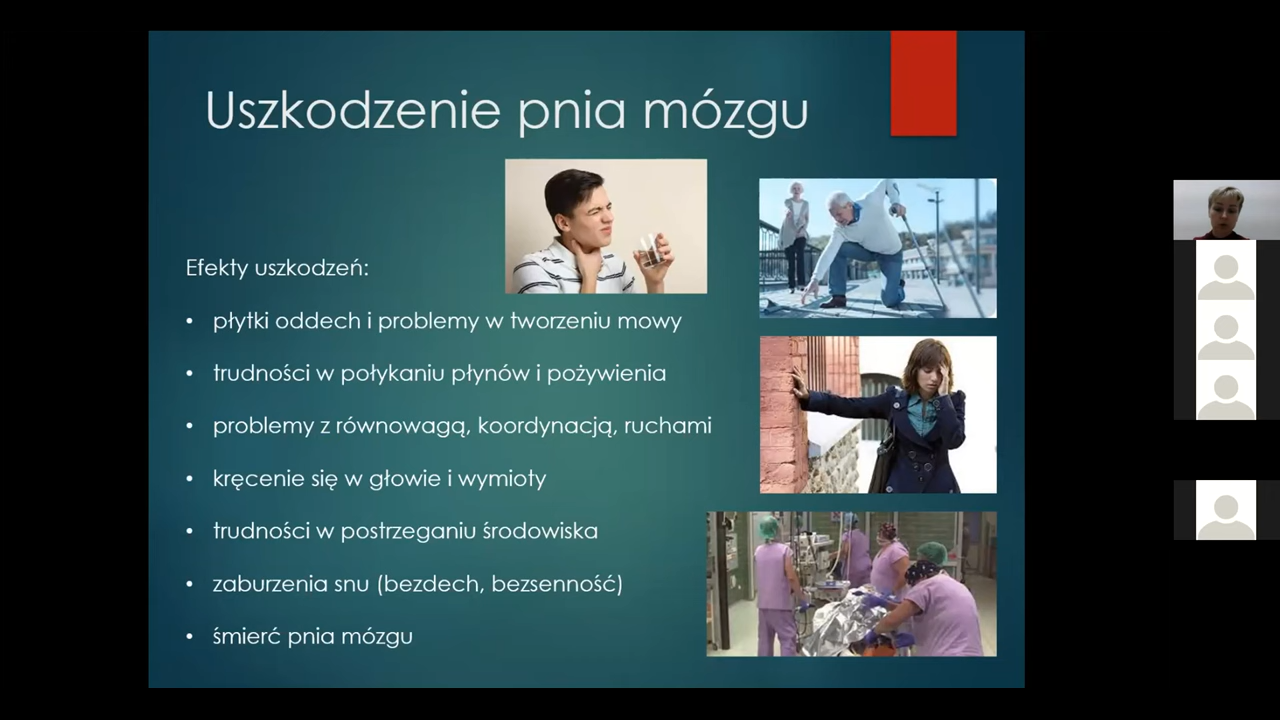 Uszkodzenie pnia mózgu
Efekty uszkodzeń:
• płytki oddech i problemy w tworzeniu mowy
• trudności w połykaniu płynów i pożywienia
• problemy z równowagą, koordynacją, ruchami
• kręcenie się w głowie i wymioty
• trudności w postrzeganiu środowiska
• zaburzenia snu (bezdech, bezsenność)
• śmierć pnia mózgu